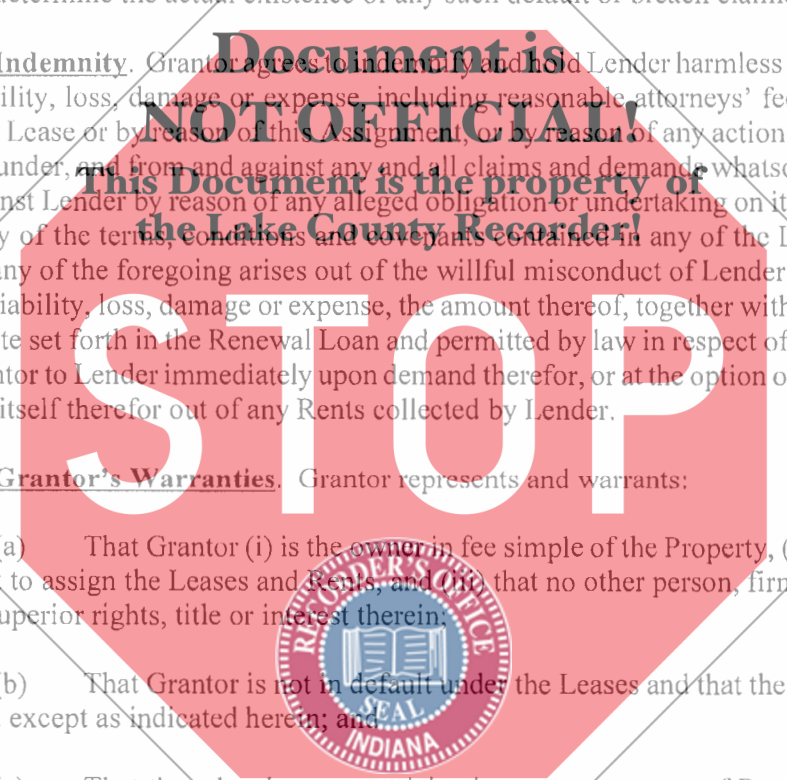 determine the actual existence of any such default or breach claim
Document is
Indemnity. Grantor agrees to indemnify and hold Lender harmless
NOT OFFICIAL!
ility, loss, damage or expense, including reasonable attorneys' fe
Lease or by reason of this Assignment, or by reason of any action
under, and from and against any and all claims and demands whatso
This Document is the property of
nst Lender by reason of any alleged obligation or undertaking on it
the Lake County Recorder!
y of the terms, conditions and covenants contained in any of the L
any of the foregoing arises out of the willful misconduct of Lender
iability, loss, damage or expense, the amount thereof, together with
te set forth in the Renewal Loan and permitted by law in respect of
ntor to Lender immediately upon demand therefor, or at the option o
itself therefor out of any Rents collected by Lender.
STOP
Grantor's Warranties. Grantor represents and warrants:
(a) That Grantor (i) is the owner in fee simple of the Property, (
t to assign the Leases and Rents, and (iii) that no other person, firm
superior rights, title or interest therein;
(b) That Grantor is not in default under the Leases and that the
except as indicated herein; and
RECORDER'S OFFICE
SEAL
INDIANA